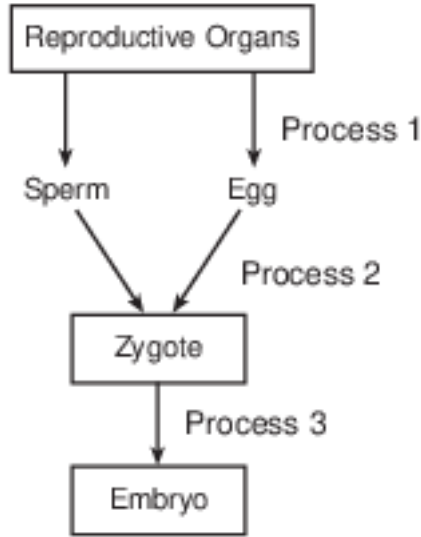 Reproductive Organs
Process 1
Sperm
Egg
Process 2
Zygote
Process 3
Embryo